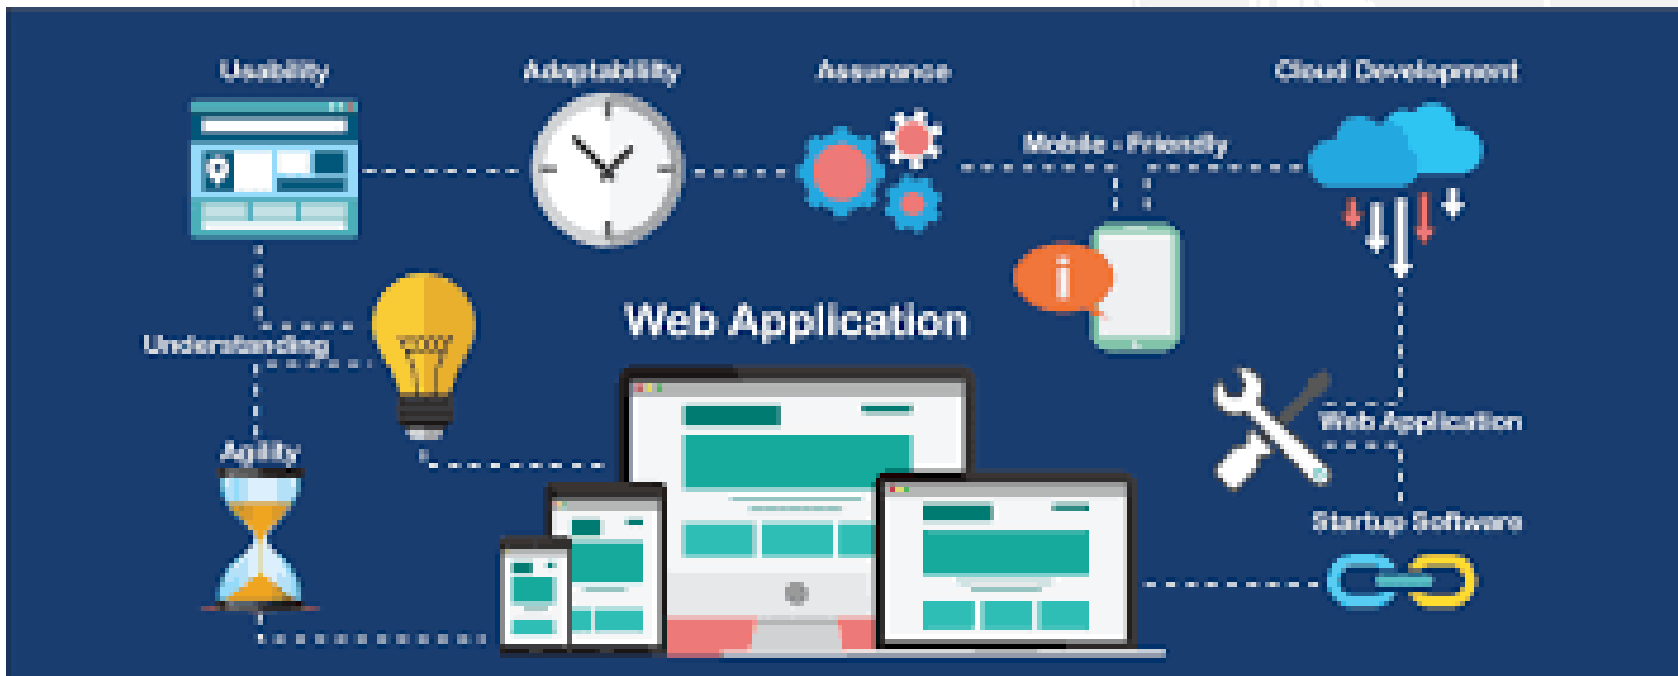 Usability
Adaptability
Assurance
Cloud Development
Mobile - Friendly
i
Web Application
Understanding
Web Application
Agility
Startup Software